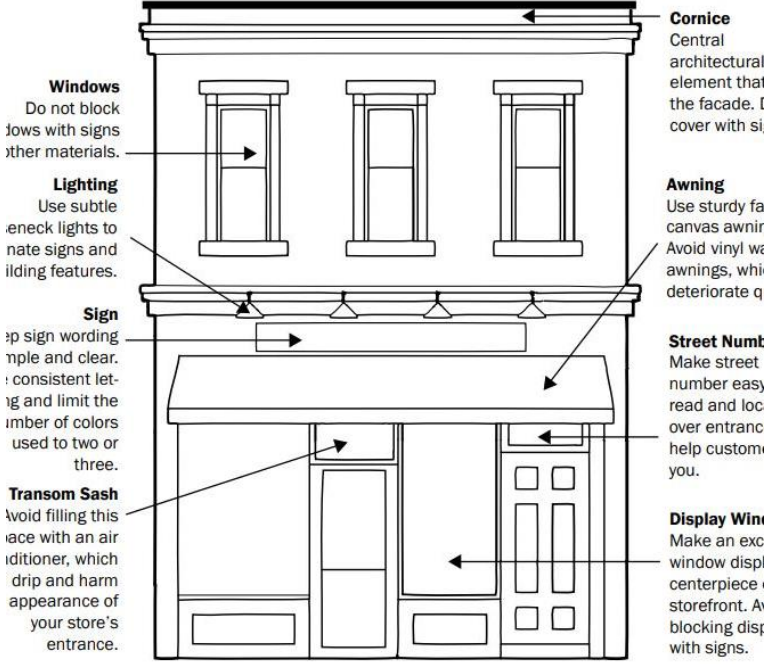 Windows
Do not block
dows with signs
other materials.
Lighting
Use subtle
eneck lights to
nate signs and
ilding features.
Sign
ep sign wording
mple and clear.
e consistent let-
ng and limit the
umber of colors
used to two or
three.
Transom Sash
Avoid filling this
pace with an air
nditioner, which
drip and harm
appearance of
your store's
entrance.
Cornice
Central
architectural
element that
the facade. D
cover with sig
Awning
Use sturdy fa
canvas awnin
Avoid vinyl wa
awnings, whic
deteriorate q
Street Numb
Make street
number easy
read and loca
over entrance
help custome
you.
Display Wind
Make an exc
window displ
centerpiece o
storefront. Av
blocking disp
with signs.